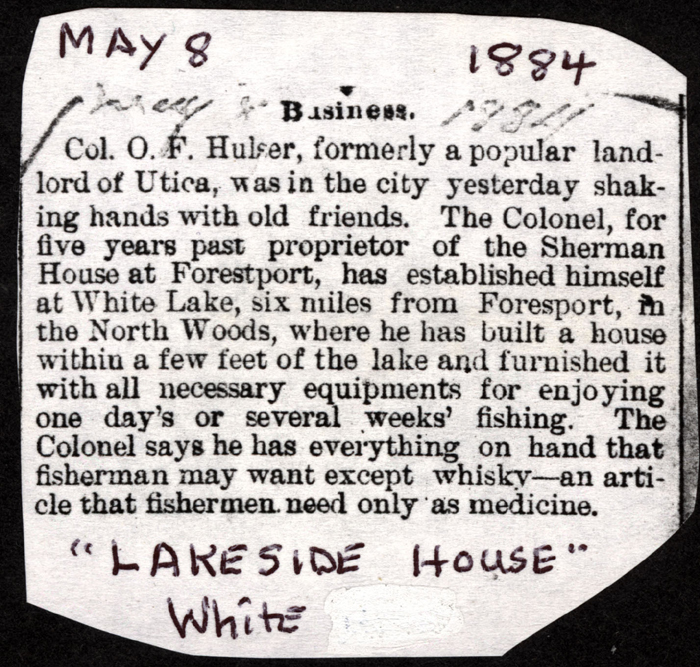 MAY 8 1884
May 8 1884
Business.
Col. O. F. Hulser, formerly a popular land-
lord of Utica, was in the city yesterday shak-
ing hands with old friends. The Colonel, for
five years past proprietor of the Sherman
House at Forestport, has established himself
at White Lake, six miles from Foresport, in
the North Woods, where he has built a house
within a few feet of the lake and furnished it
with all necessary equipments for enjoying
one day's or several weeks' fishing. The
Colonel says he has everything on hand that
fisherman may want except whisky—an arti-
cle that fishermen need only as medicine.
"LAKESIDE HOUSE"
White